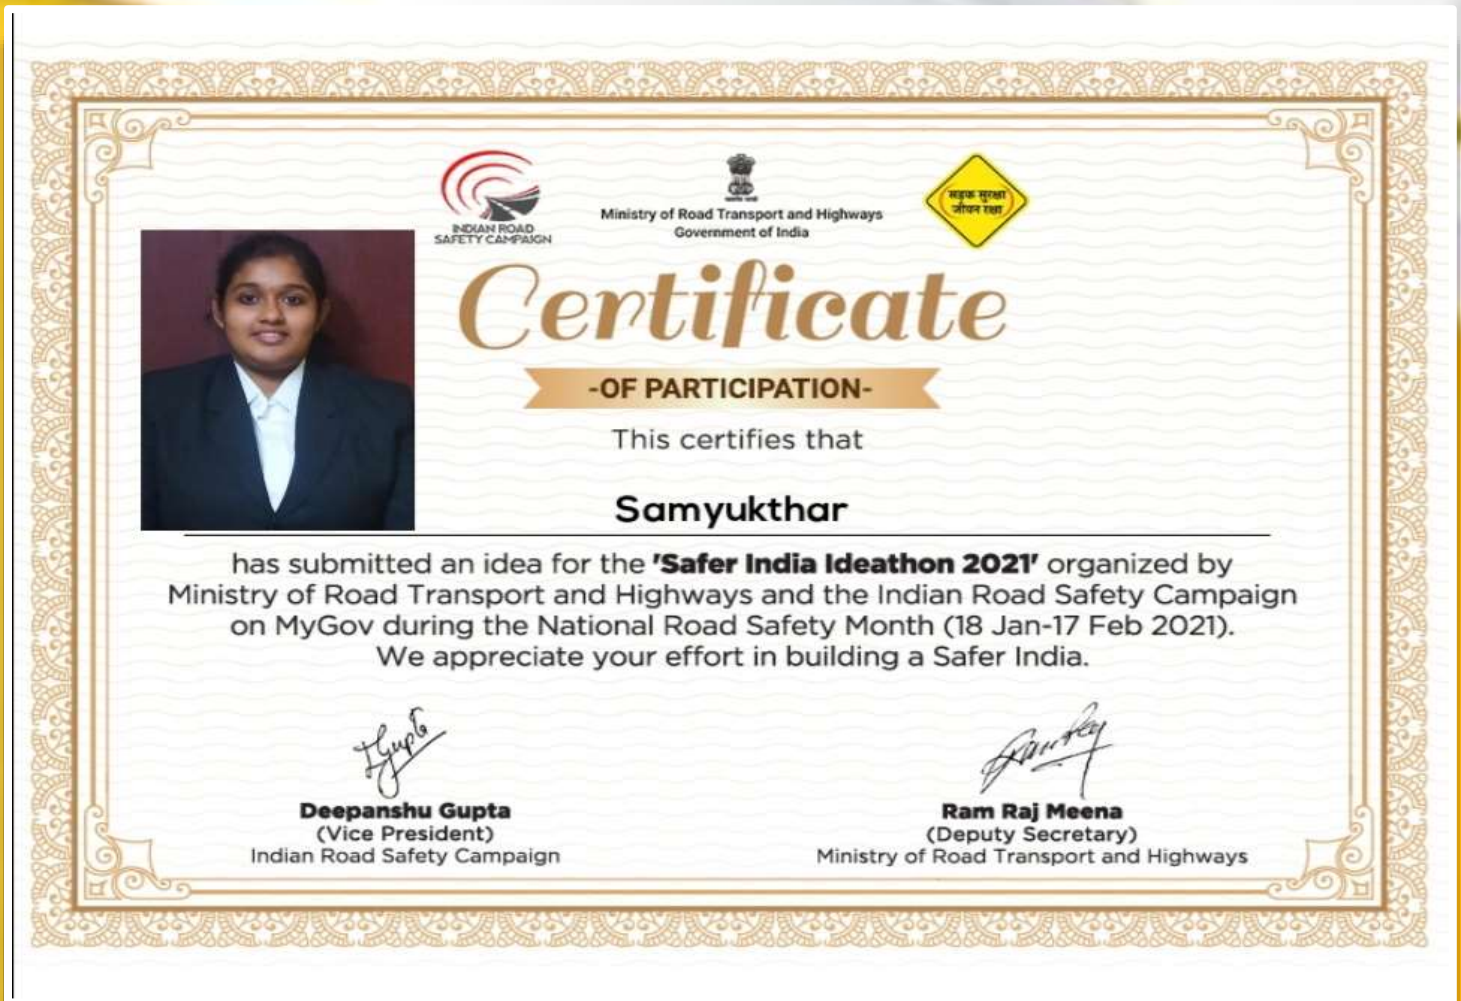 INDIAN ROAD
SAFETY CAMPAIGN
Ministry of Road Transport and Highways
Government of India
सड़क सुरक्षा
जीवन रक्षा
Certificate
-OF PARTICIPATION-
This certifies that
Samyukthar
has submitted an idea for the 'Safer India Ideathon 2021' organized by
Ministry of Road Transport and Highways and the Indian Road Safety Campaign
on MyGov during the National Road Safety Month (18 Jan-17 Feb 2021).
We appreciate your effort in building a Safer India.
Deepanshu Gupta
(Vice President)
Indian Road Safety Campaign
Ram Raj Meena
(Deputy Secretary)
Ministry of Road Transport and Highways